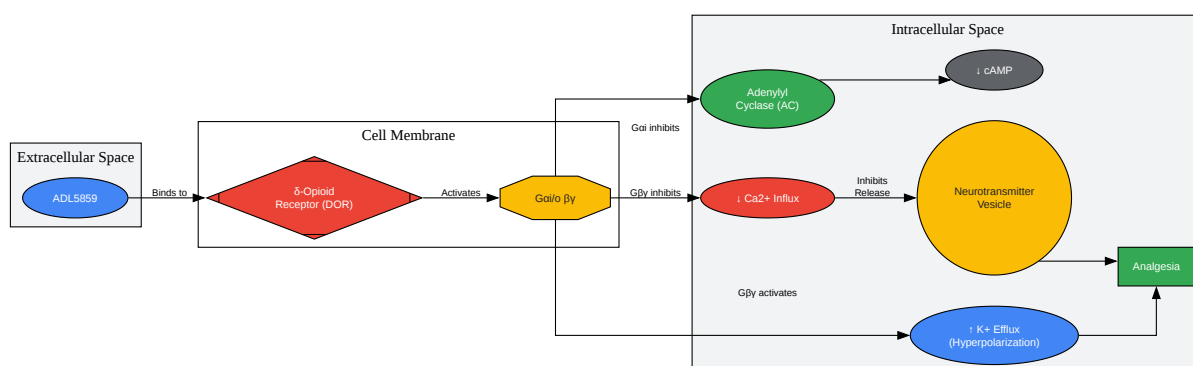 Extracellular Space
ADL5859
Binds to
Cell Membrane
δ-Opioid
Receptor (DOR)
Activates
Gαi/o βγ
Gαi inhibits
Gβγ inhibits
Gβγ activates
Intracellular Space
Adenylyl
Cyclase (AC)
↓ cAMP
↓ Ca2+ Influx
Inhibits
Release
Neurotransmitter
Vesicle
Analgesia
↑ K+ Efflux
(Hyperpolarization)